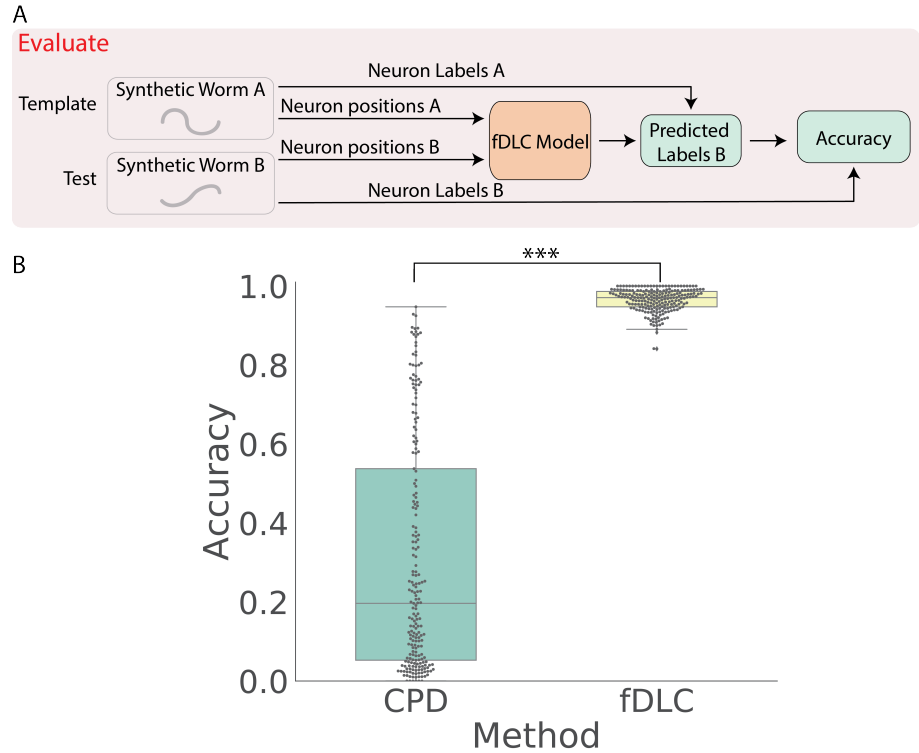 A
Evaluate
Neuron Labels A
Template
Synthetic Worm A
Neuron positions A
fDLC Model
Predicted
Labels B
Accuracy
Neuron positions B
Test
Synthetic Worm B
Neuron Labels B
B
***
1.0
0.8
0.6
0.4
0.2
0.0
Accuracy
CPD
fDLC
Method